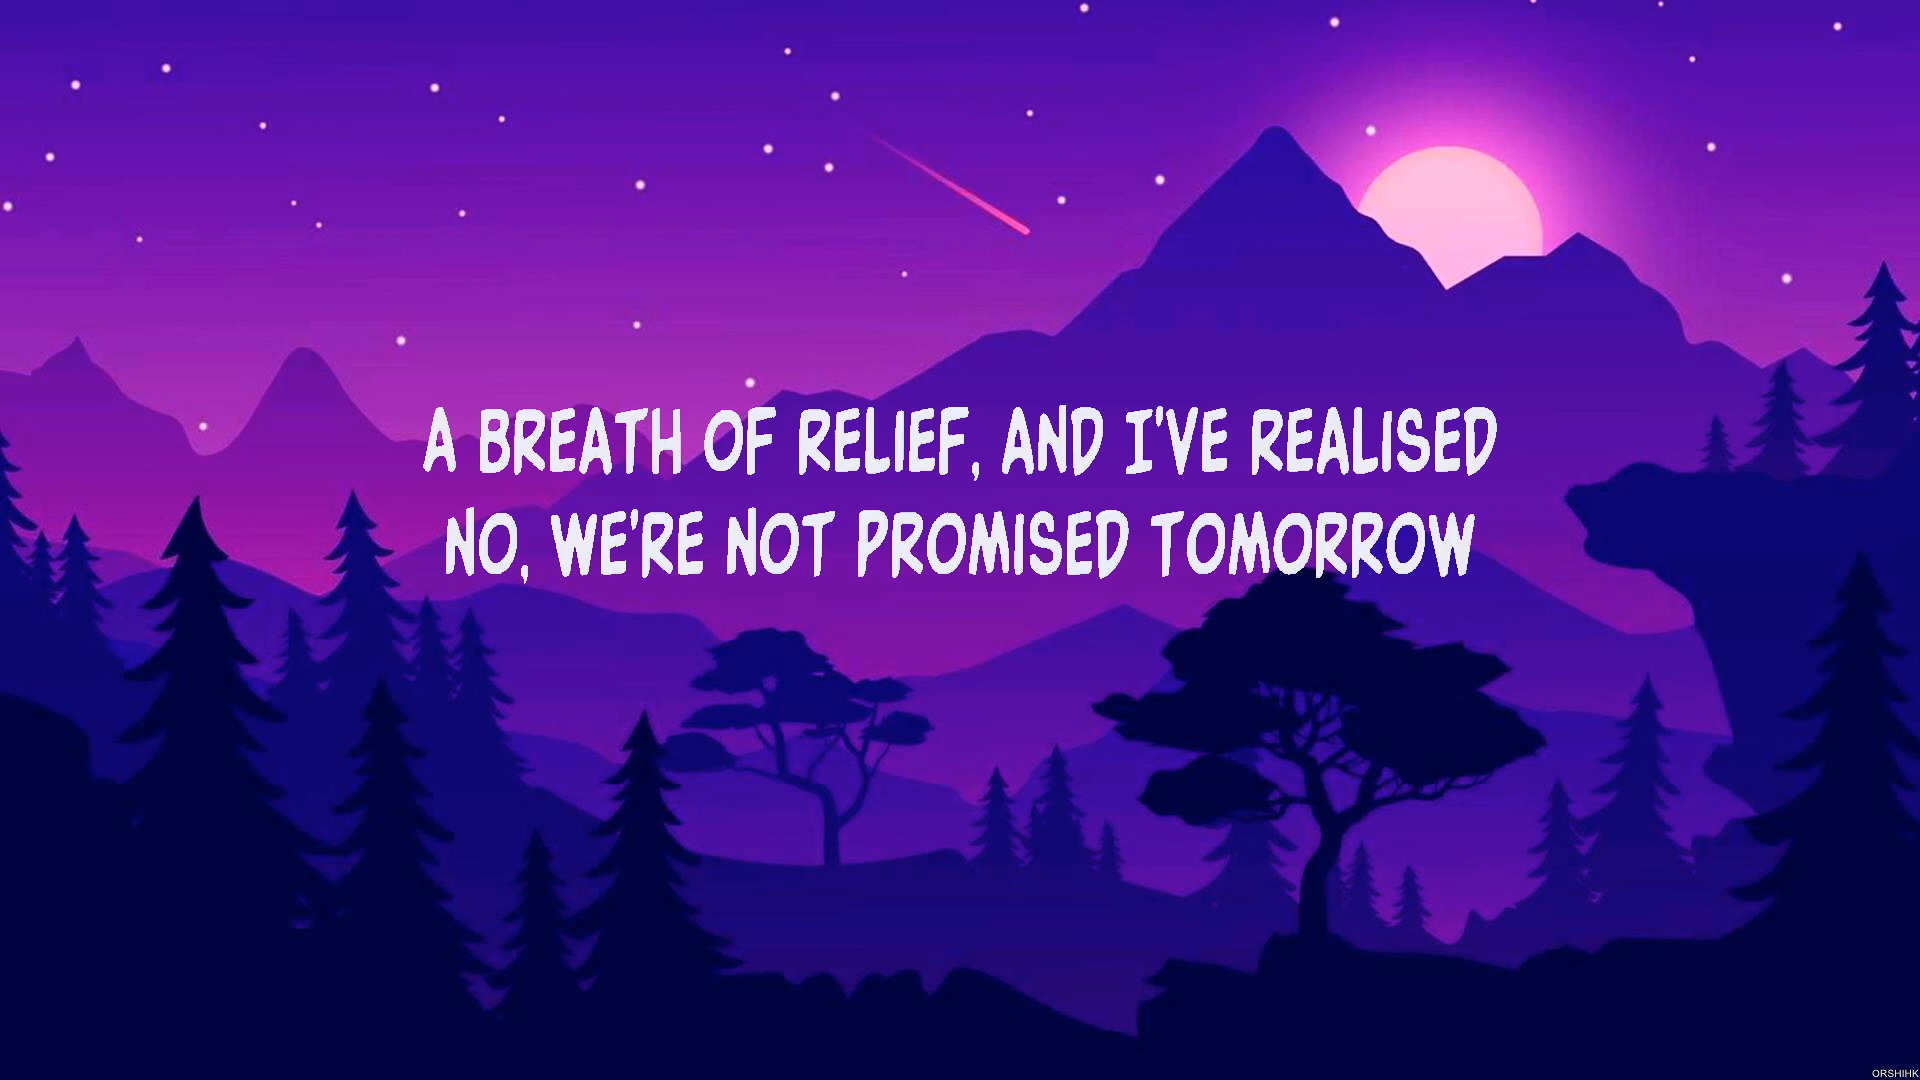 A BREATH OF RELIEF, AND I'VE REALISED
NO, WE'RE NOT PROMISED TOMORROW
ORSHIHK